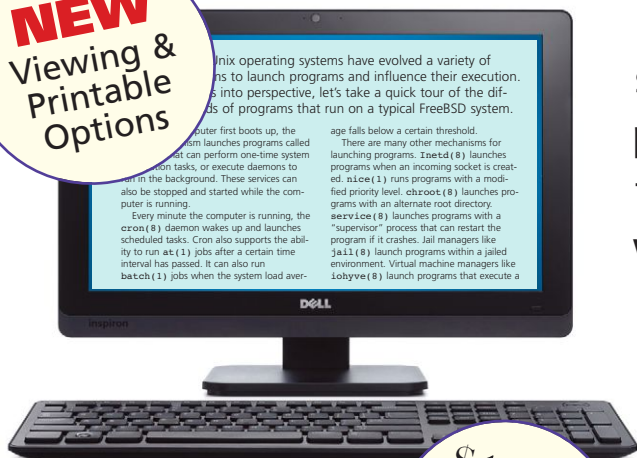 NEW
Viewing &
Printable
Options
Unix operating systems have evolved a variety of
to launch programs and influence their execution.
into perspective, let's take a quick tour of the dif-
of programs that run on a typical FreeBSD system.
first boots up, the
launches programs called
that can perform one-time system
tasks, or execute daemons to
run in the background. These services can
also be stopped and started while the com-
puter is running.
Every minute the computer is running, the
cron(8) daemon wakes up and launches
scheduled tasks. Cron also supports the abil-
ity to run at(1) jobs after a certain time
interval has passed. It can also run
batch(1) jobs when the system load aver-
age falls below a certain threshold.
There are many other mechanisms for
launching programs. Inetd(8) launches
programs when an incoming socket is creat-
ed. nice(1) runs programs with a modi-
fied priority level. chroot(8) launches pro-
grams with an alternate root directory.
service(8) launches programs with a
"supervisor" process that can restart the
program if it crashes. Jail managers like
jail(8) launch programs within a jailed
environment. Virtual machine managers like
iohyve(8) launch programs that execute a
DELL
inspiron